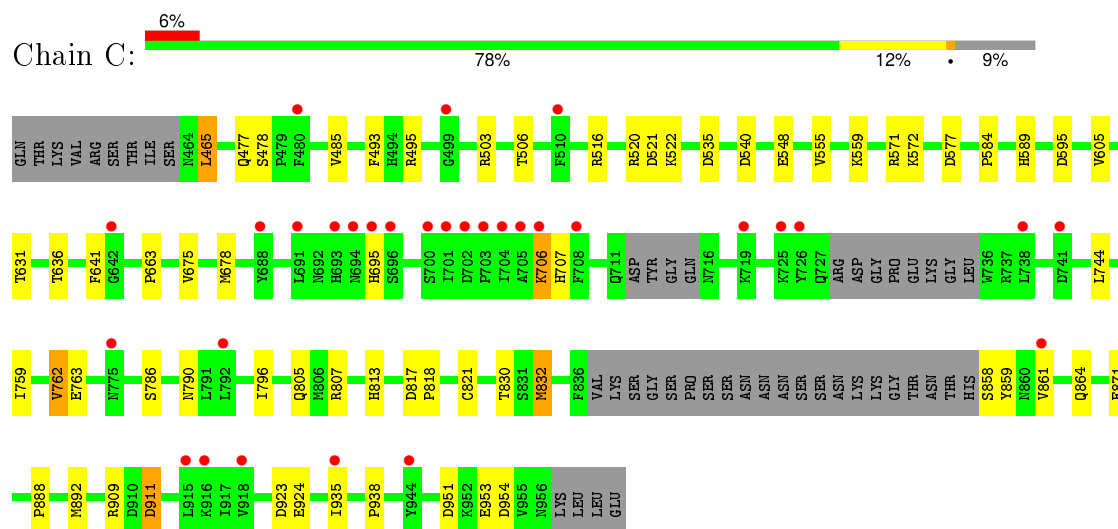 6%
Chain C:
78% 12% • 9%
GLN THR LYS VAL ARG SER THR ILE SER N464 L465 Q477 S478 P479 F480 V485 F493 H494 R495 G499 R503 T506 F510 R516 R520 D521 K522 D535 D540 E548 V555 K559 R571 K572 D577 P584 H589 D595 V605
T631 T636 F641 G642 P663 V675 M678 Y688 L691 N692 H693 N694 H695 S696 S700 I701 D702 P703 I704 A705 K706 H707 F708 Q711 ASP TYR GLY GLN N716 K719 K725 Y726 Q727 ARG ASP GLY PRO GLU LYS GLY LEU W736 R737 L738 D741 L744
I759 V762 E763 N775 S786 N790 L791 L792 I796 Q805 M806 R807 H813 D817 P818 C821 T830 S831 M832 F836 VAL LYS SER GLY SER PRO SER SER ASN ASN ASN SER SER ASN LYS LYS GLY THR ASN THR HIS S858 Y859 N860 V861 Q864
P888 M892 R909 D910 D911 L915 K916 I917 V918 D923 E924 I935 P938 Y944 D951 K952 E953 D954 V955 N956 LYS LEU LEU GLU